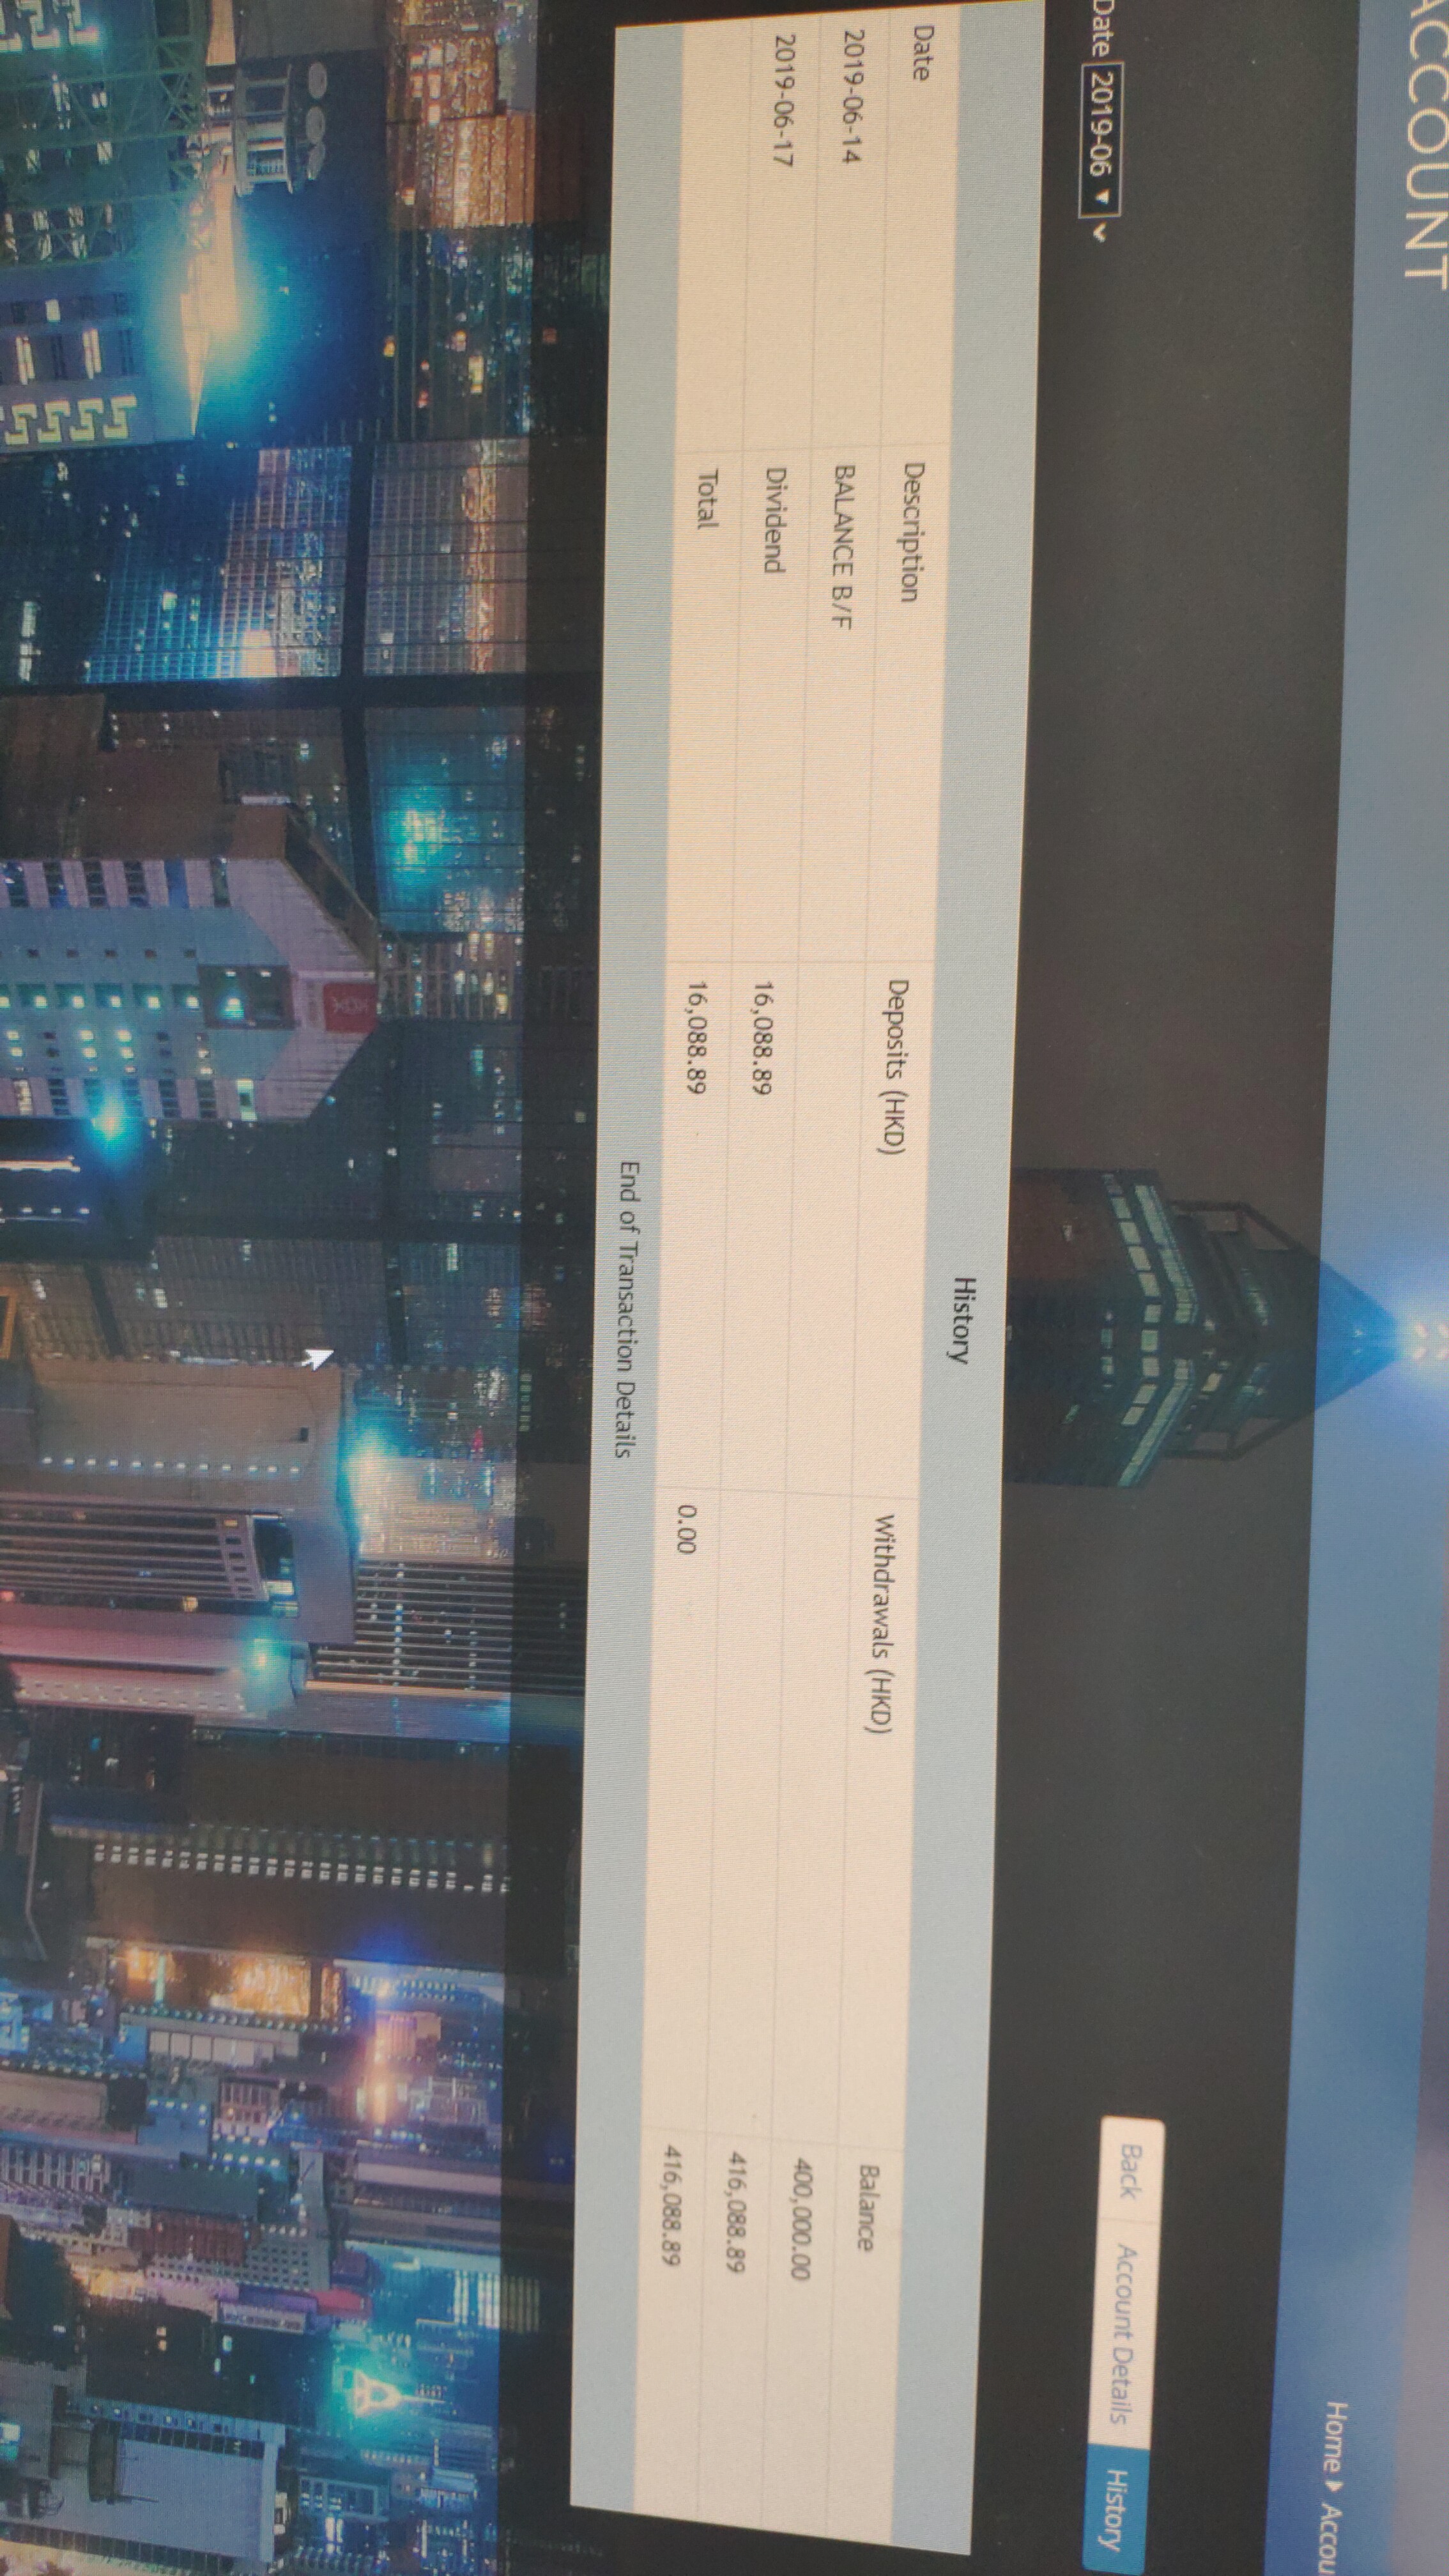 ACCOUNT
Home ▸ Accou
Date 2019-06
Back Account Details History
History
Date Description Deposits (HKD) Withdrawals (HKD) Balance
2019-06-14 BALANCE B/F 400,000.00
2019-06-17 Dividend 16,088.89 416,088.89
Total 16,088.89 0.00 416,088.89
End of Transaction Details